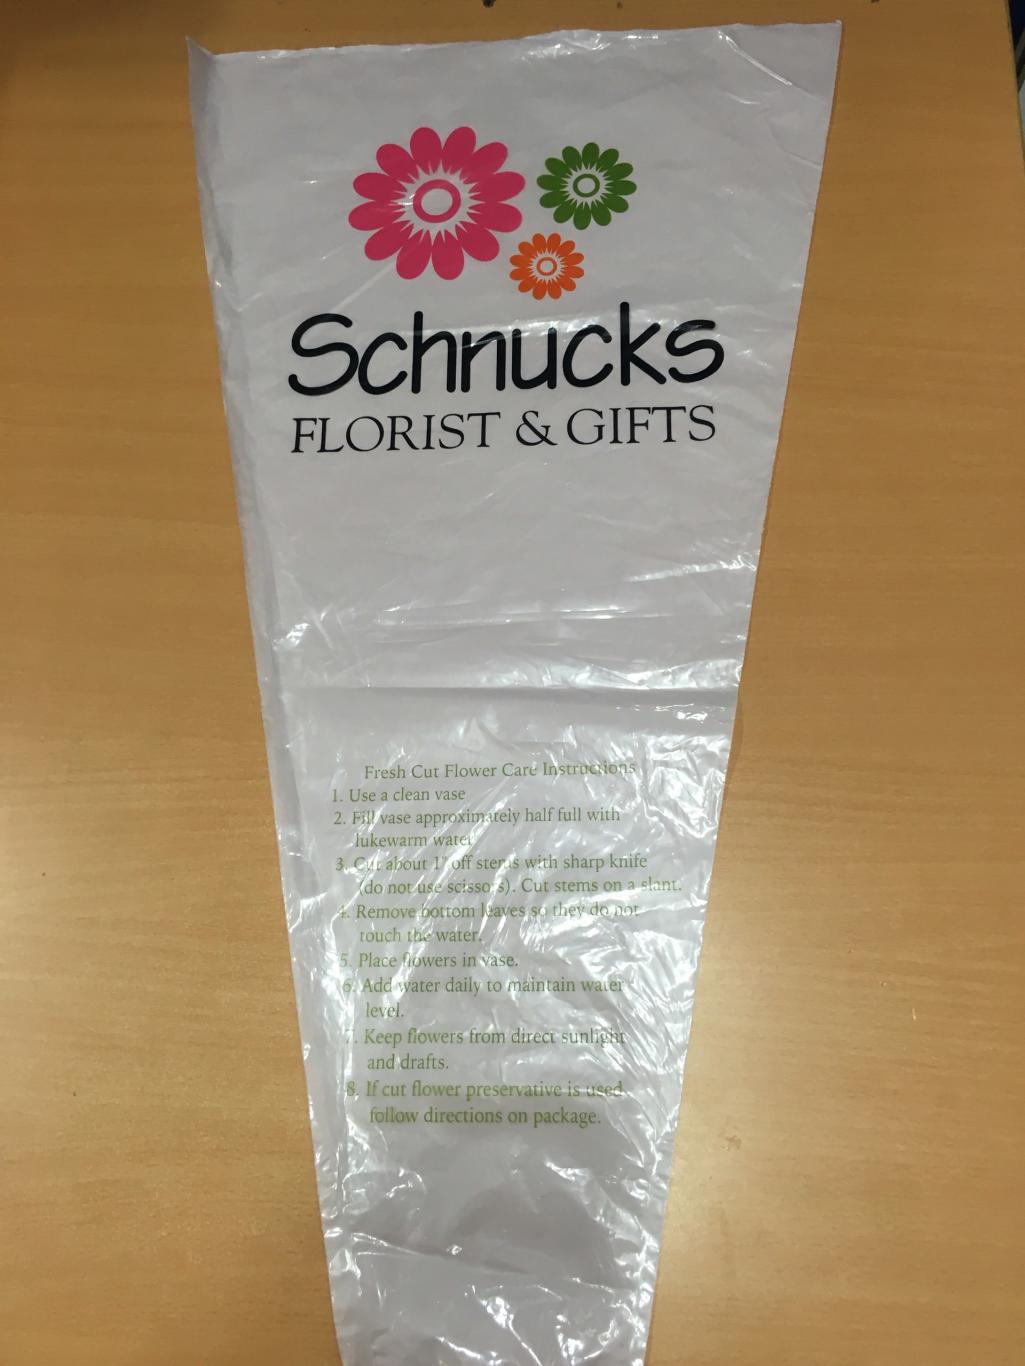 Schnucks
FLORIST & GIFTS
Fresh Cut Flower Care Instructions
1. Use a clean vase
2. Fill vase approximately half full with
lukewarm water
3. Cut about 1" off stems with sharp knife
(do not use scissors). Cut stems on a slant.
4. Remove bottom leaves so they do not
touch the water.
5. Place flowers in vase.
6. Add water daily to maintain water
level.
7. Keep flowers from direct sunlight
and drafts.
8. If cut flower preservative is used
follow directions on package.